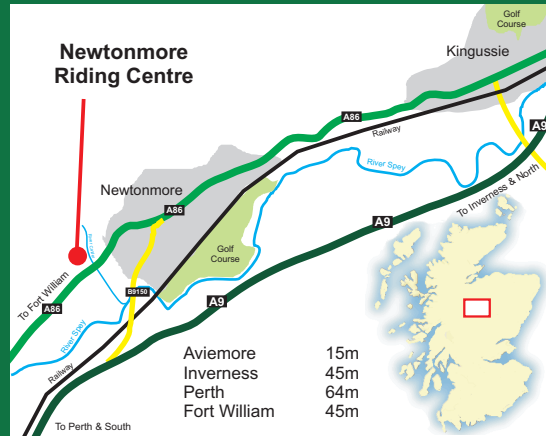 Golf
Course
Newtonmore
Riding Centre
Kingussie
A86
Railway
A9
River Spey
Newtonmore
A86
To Inverness & North
A9
Golf
Course
To Fort William
B9150
A9
A86
River Spey
Railway
Aviemore 15m
Inverness 45m
Perth 64m
Fort William 45m
To Perth & South